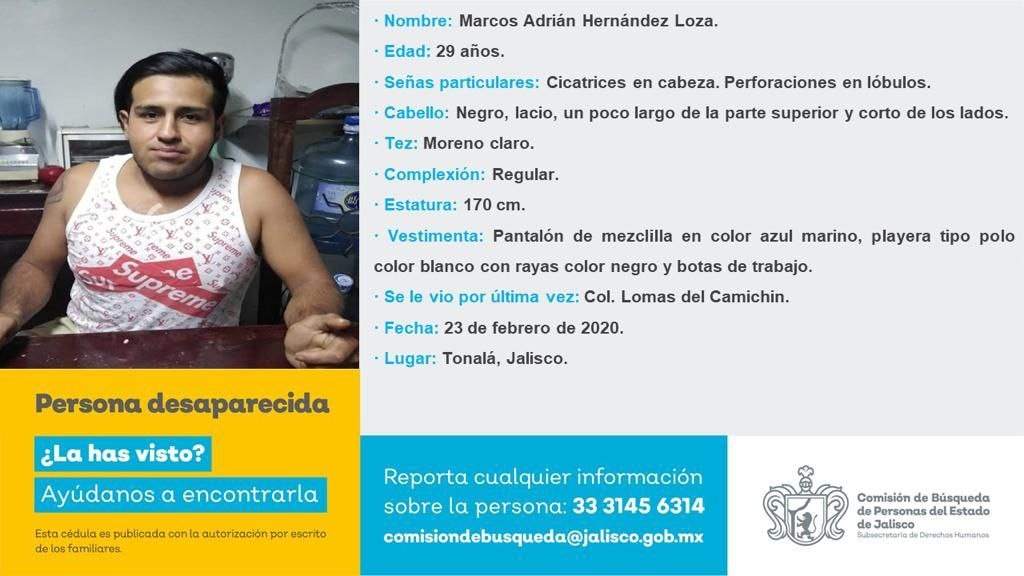 · Nombre: Marcos Adrián Hernández Loza.
· Edad: 29 años.
· Señas particulares: Cicatrices en cabeza. Perforaciones en lóbulos.
· Cabello: Negro, lacio, un poco largo de la parte superior y corto de los lados.
· Tez: Moreno claro.
· Complexión: Regular.
· Estatura: 170 cm.
· Vestimenta: Pantalón de mezclilla en color azul marino, playera tipo polo
color blanco con rayas color negro y botas de trabajo.
· Se le vio por última vez: Col. Lomas del Camichin.
· Fecha: 23 de febrero de 2020.
· Lugar: Tonalá, Jalisco.
Supreme
Supreme
Persona desaparecida
¿La has visto?
Ayúdanos a encontrarla
Esta cédula es publicada con la autorización por escrito
de los familiares.
Reporta cualquier información
sobre la persona: 33 3145 6314
comisiondebusqueda@jalisco.gob.mx
Comisión de Búsqueda
de Personas del Estado
de Jalisco
Subsecretaría de Derechos Humanos